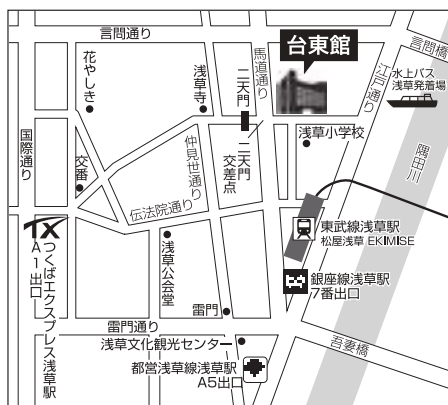 言問通り
言問橋
台東館
馬道通り
江戸通り
水上バス
浅草発着場
花やしき
浅草寺
二天門
二天門
交差点
浅草小学校
国際通り
交番
仲見世通り
隅田川
伝法院通り
TX
A1出口
つくばエクスプレス浅草駅
浅草公会堂
東武線浅草駅
松屋浅草 EKIMISE
銀座線浅草駅
7番出口
雷門
雷門通り
吾妻橋
浅草文化観光センター
都営浅草線浅草駅
A5出口